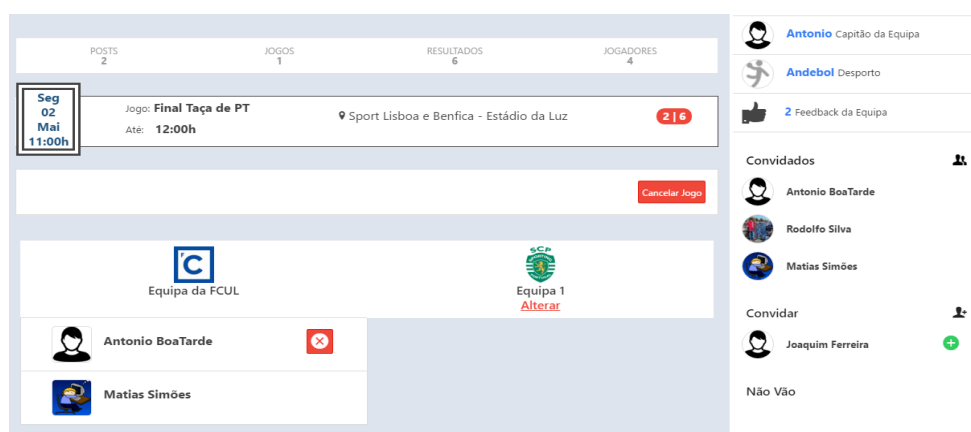 POSTS JOGOS RESULTADOS JOGADORES
2 1 6 4
Seg
02
Mai
11:00h
Jogo: Final Taça de PT
Até: 12:00h
Sport Lisboa e Benfica - Estádio da Luz
2 | 6
Cancelar Jogo
C
Equipa da FCUL
SCP
SPORTING
PORTUGAL
Equipa 1
Alterar
Antonio BoaTarde
Matias Simões
Antonio Capitão da Equipa
Andebol Desporto
2 Feedback da Equipa
Convidados
Antonio BoaTarde
Rodolfo Silva
Matias Simões
Convidar
Joaquim Ferreira
Não Vão